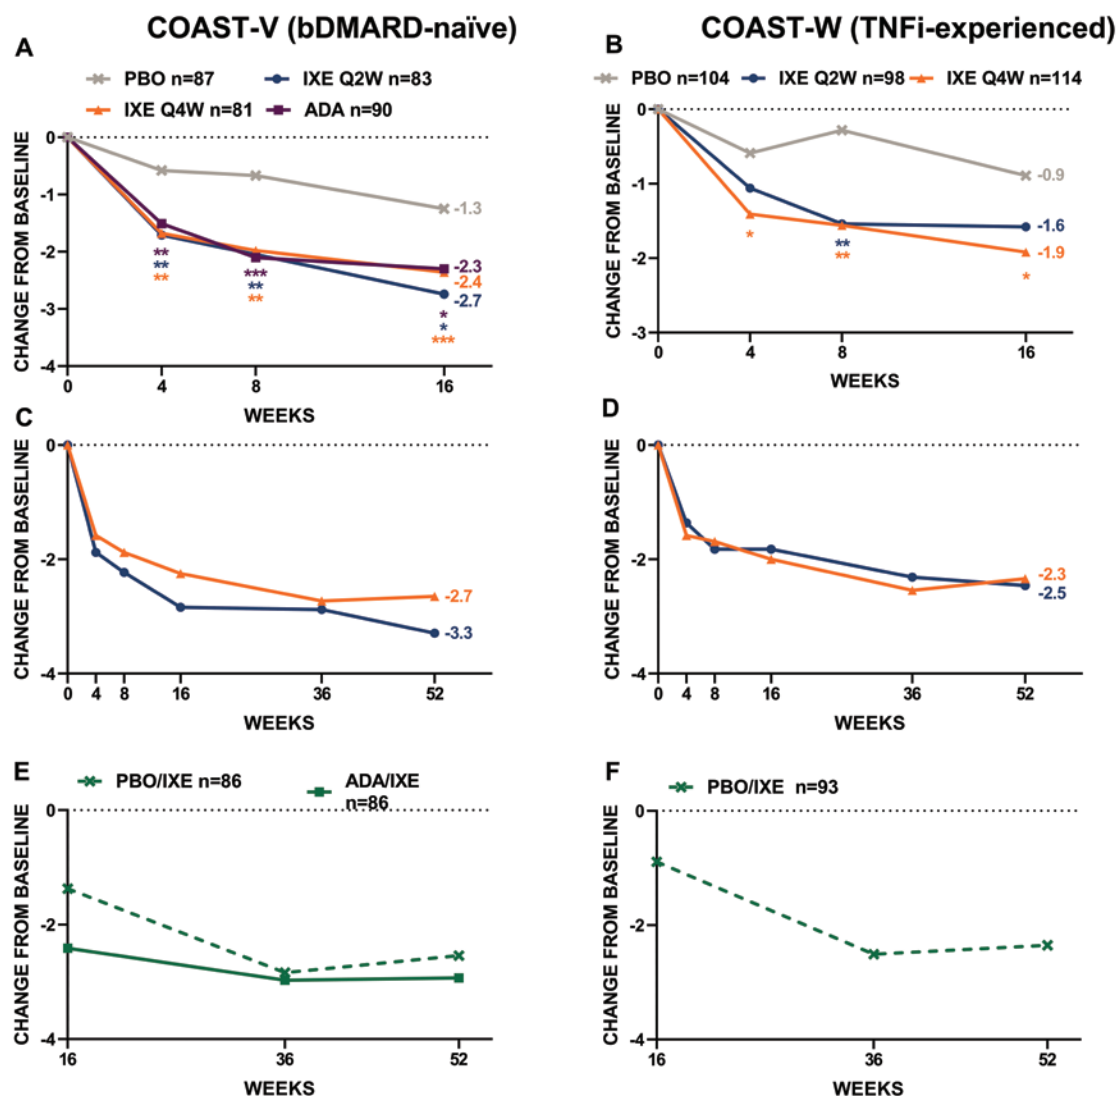 COAST-V (bDMARD-naïve)
COAST-W (TNFi-experienced)
A
PBO n=87
IXE Q2W n=83
IXE Q4W n=81
ADA n=90
CHANGE FROM BASELINE
0
-1
-2
-3
-4
-1.3
-2.3
-2.4
-2.7
**
**
**
***
**
**
*
*
***
0
4
8
16
WEEKS
B
PBO n=104
IXE Q2W n=98
IXE Q4W n=114
CHANGE FROM BASELINE
0
-1
-2
-3
-0.9
-1.6
-1.9
*
**
**
*
0
4
8
16
WEEKS
C
CHANGE FROM BASELINE
0
-2
-4
-2.7
-3.3
0
4
8
16
36
52
WEEKS
D
CHANGE FROM BASELINE
0
-2
-4
-2.3
-2.5
0
4
8
16
36
52
WEEKS
E
PBO/IXE n=86
ADA/IXE
n=86
CHANGE FROM BASELINE
0
-2
-4
16
36
52
WEEKS
F
PBO/IXE n=93
CHANGE FROM BASELINE
0
-2
-4
16
36
52
WEEKS